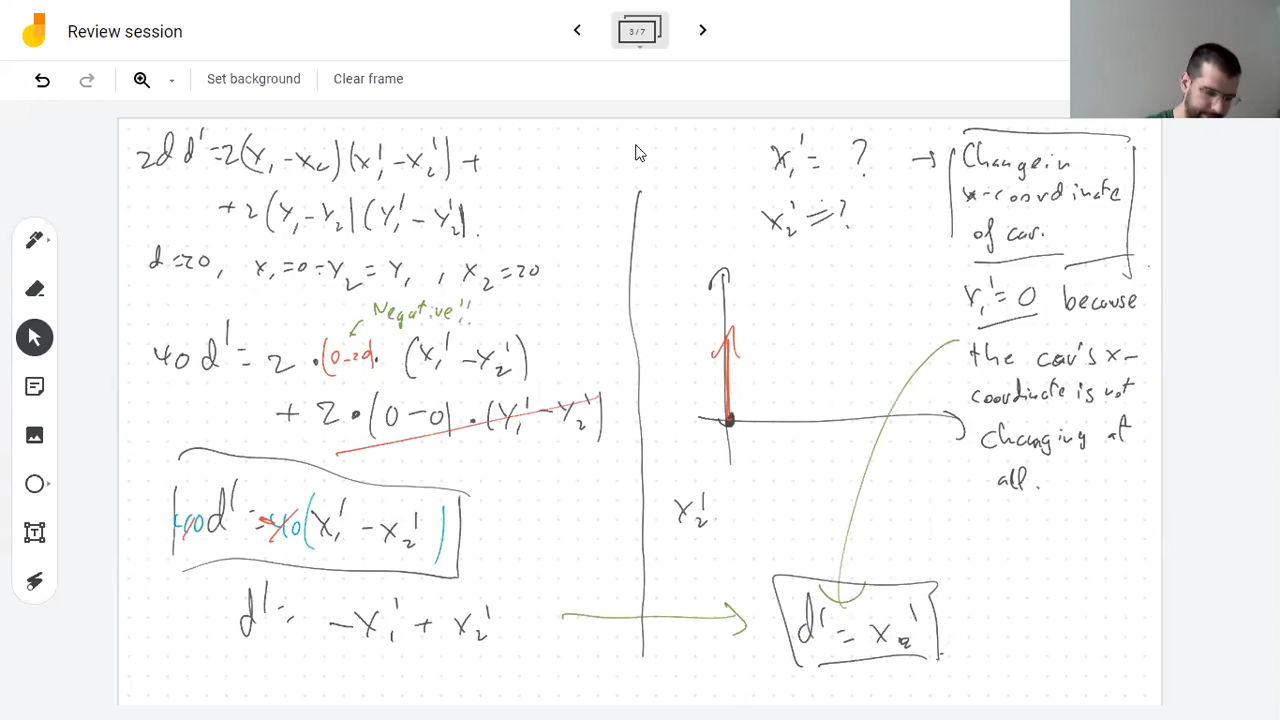 Review session
3/7
Set background
Clear frame
2d d' = 2(x₁ - x₂)(x₁' - x₂') +
+ 2(y₁ - y₂)(y₁' - y₂').
d=20, x₁=0=y₂=y₁, x₂=20
Negative!!
40 d' = 2 · (0-20) · (x₁' - x₂')
+ 2 · (0-0) · (y₁' - y₂')
40d' = -40(x₁' - x₂')
d' = -x₁' + x₂'
x₁' = ? → Change in
x-coordinate
of car.
x₂' = ?
x₁' = 0 because
the car's x-
coordinate is not
changing at
all.
x₂'
d' = x₂'